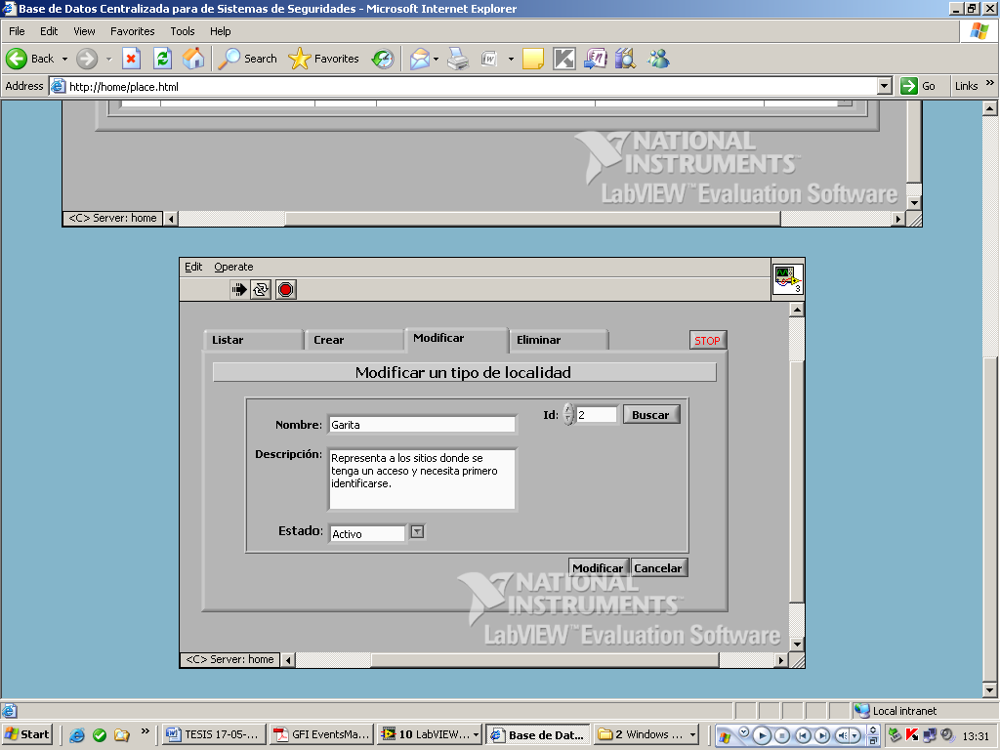 Base de Datos Centralizada para de Sistemas de Seguridades - Microsoft Internet Explorer
File Edit View Favorites Tools Help
Back Search Favorites
Address http://home/place.html Go Links »
NATIONAL
INSTRUMENTS™
LabVIEW™ Evaluation Software
<C> Server: home
Edit Operate
3
Listar Crear Modificar Eliminar STOP
Modificar un tipo de localidad
Id: 2 Buscar
Nombre: Garita
Descripción: Representa a los sitios donde se
tenga un acceso y necesita primero
identificarse.
Estado: Activo
Modificar Cancelar
NATIONAL
INSTRUMENTS™
LabVIEW™ Evaluation Software
<C> Server: home
Local intranet
Start » TESIS 17-05-... GFI EventsMa... 10 LabVIEW... Base de Dat... 2 Windows ... 13:31